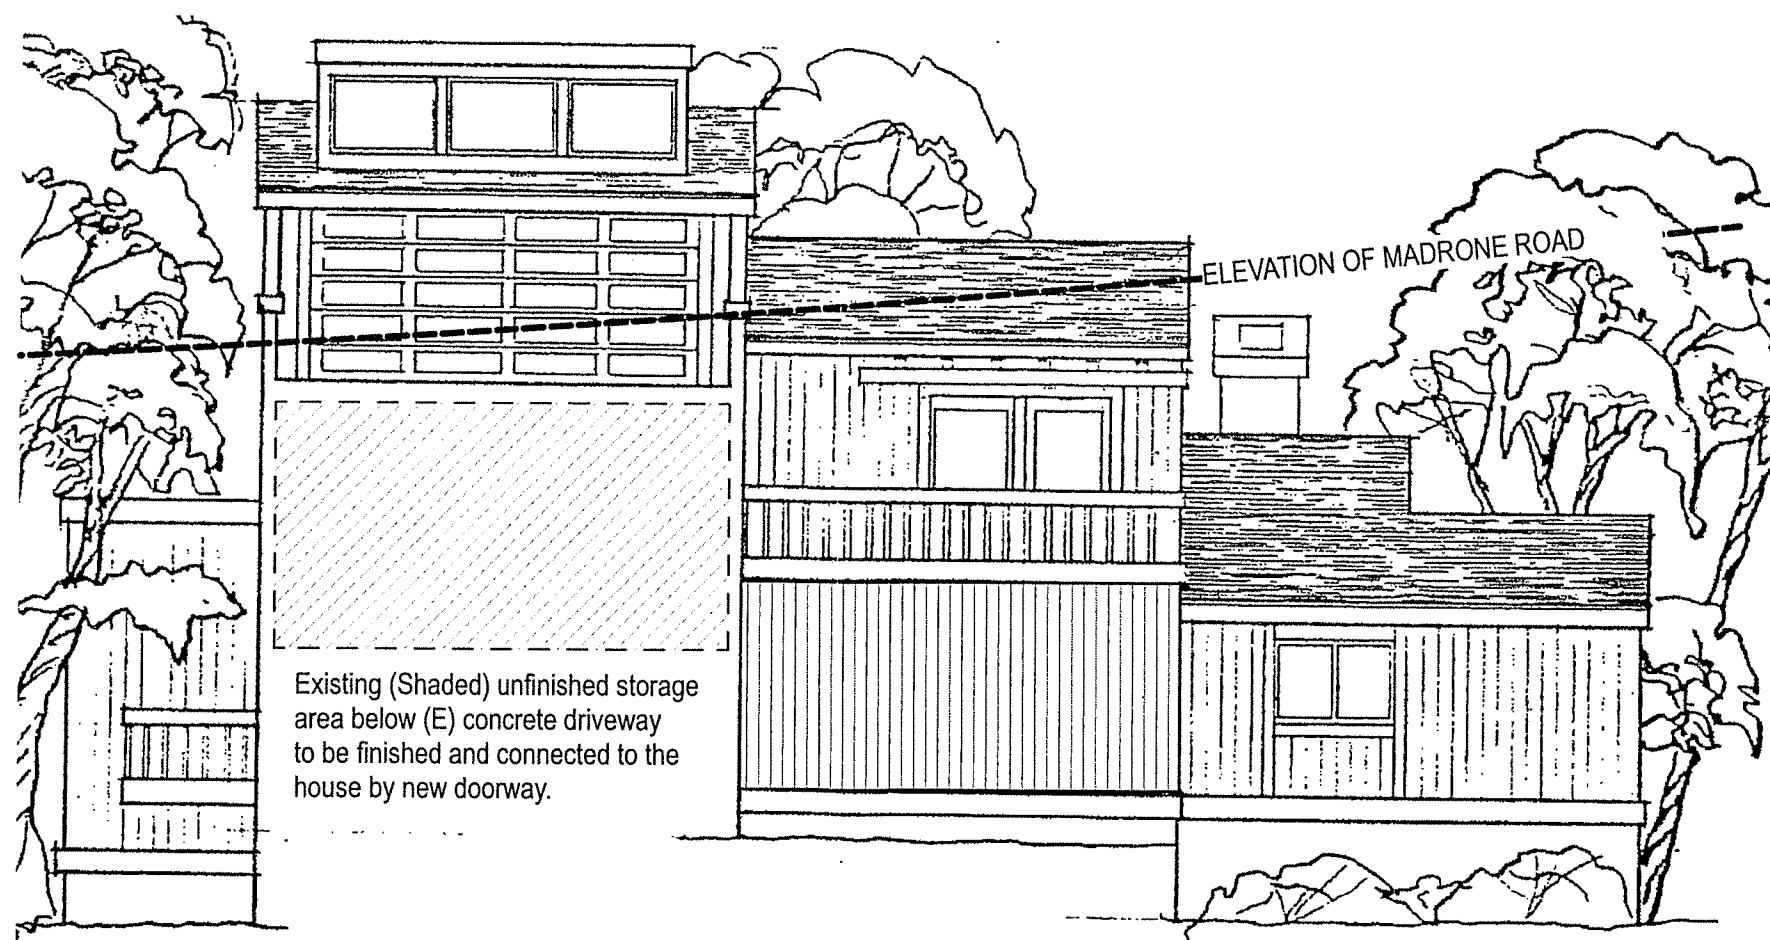 ELEVATION OF MADRONE ROAD
Existing (Shaded) unfinished storage
area below (E) concrete driveway
to be finished and connected to the
house by new doorway.